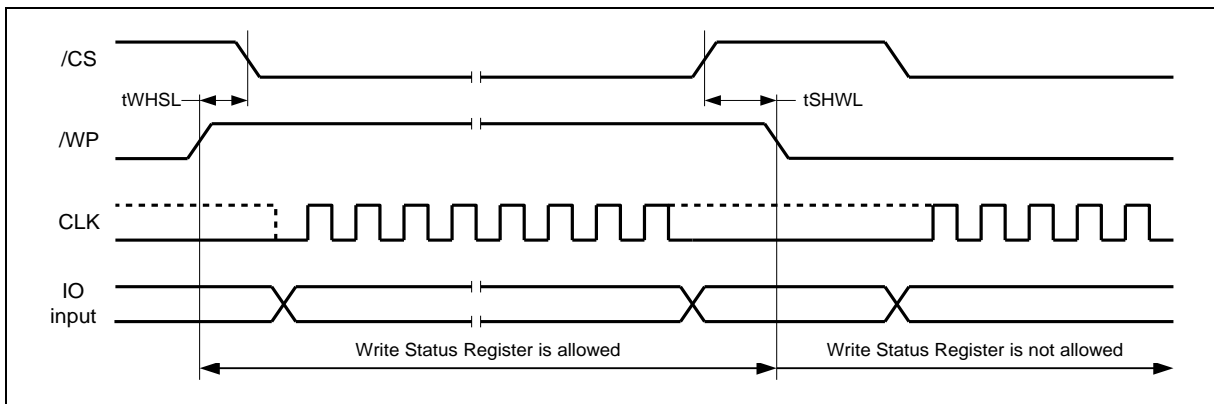 /CS
tWHSL
tSHWL
/WP
CLK
IO
input
Write Status Register is allowed
Write Status Register is not allowed